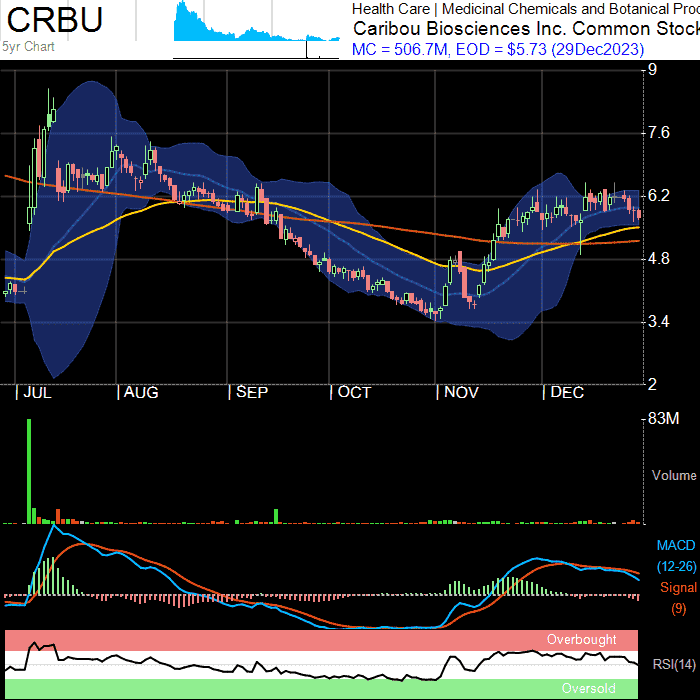 CRBU
5yr Chart
Health Care | Medicinal Chemicals and Botanical Proc
Caribou Biosciences Inc. Common Stock
MC = 506.7M, EOD = $5.73 (29Dec2023)
9
7.6
6.2
4.8
3.4
2
| JUL | AUG | SEP | OCT | NOV | DEC
83M
Volume
MACD
(12-26)
Signal
(9)
Overbought
RSI(14)
Oversold